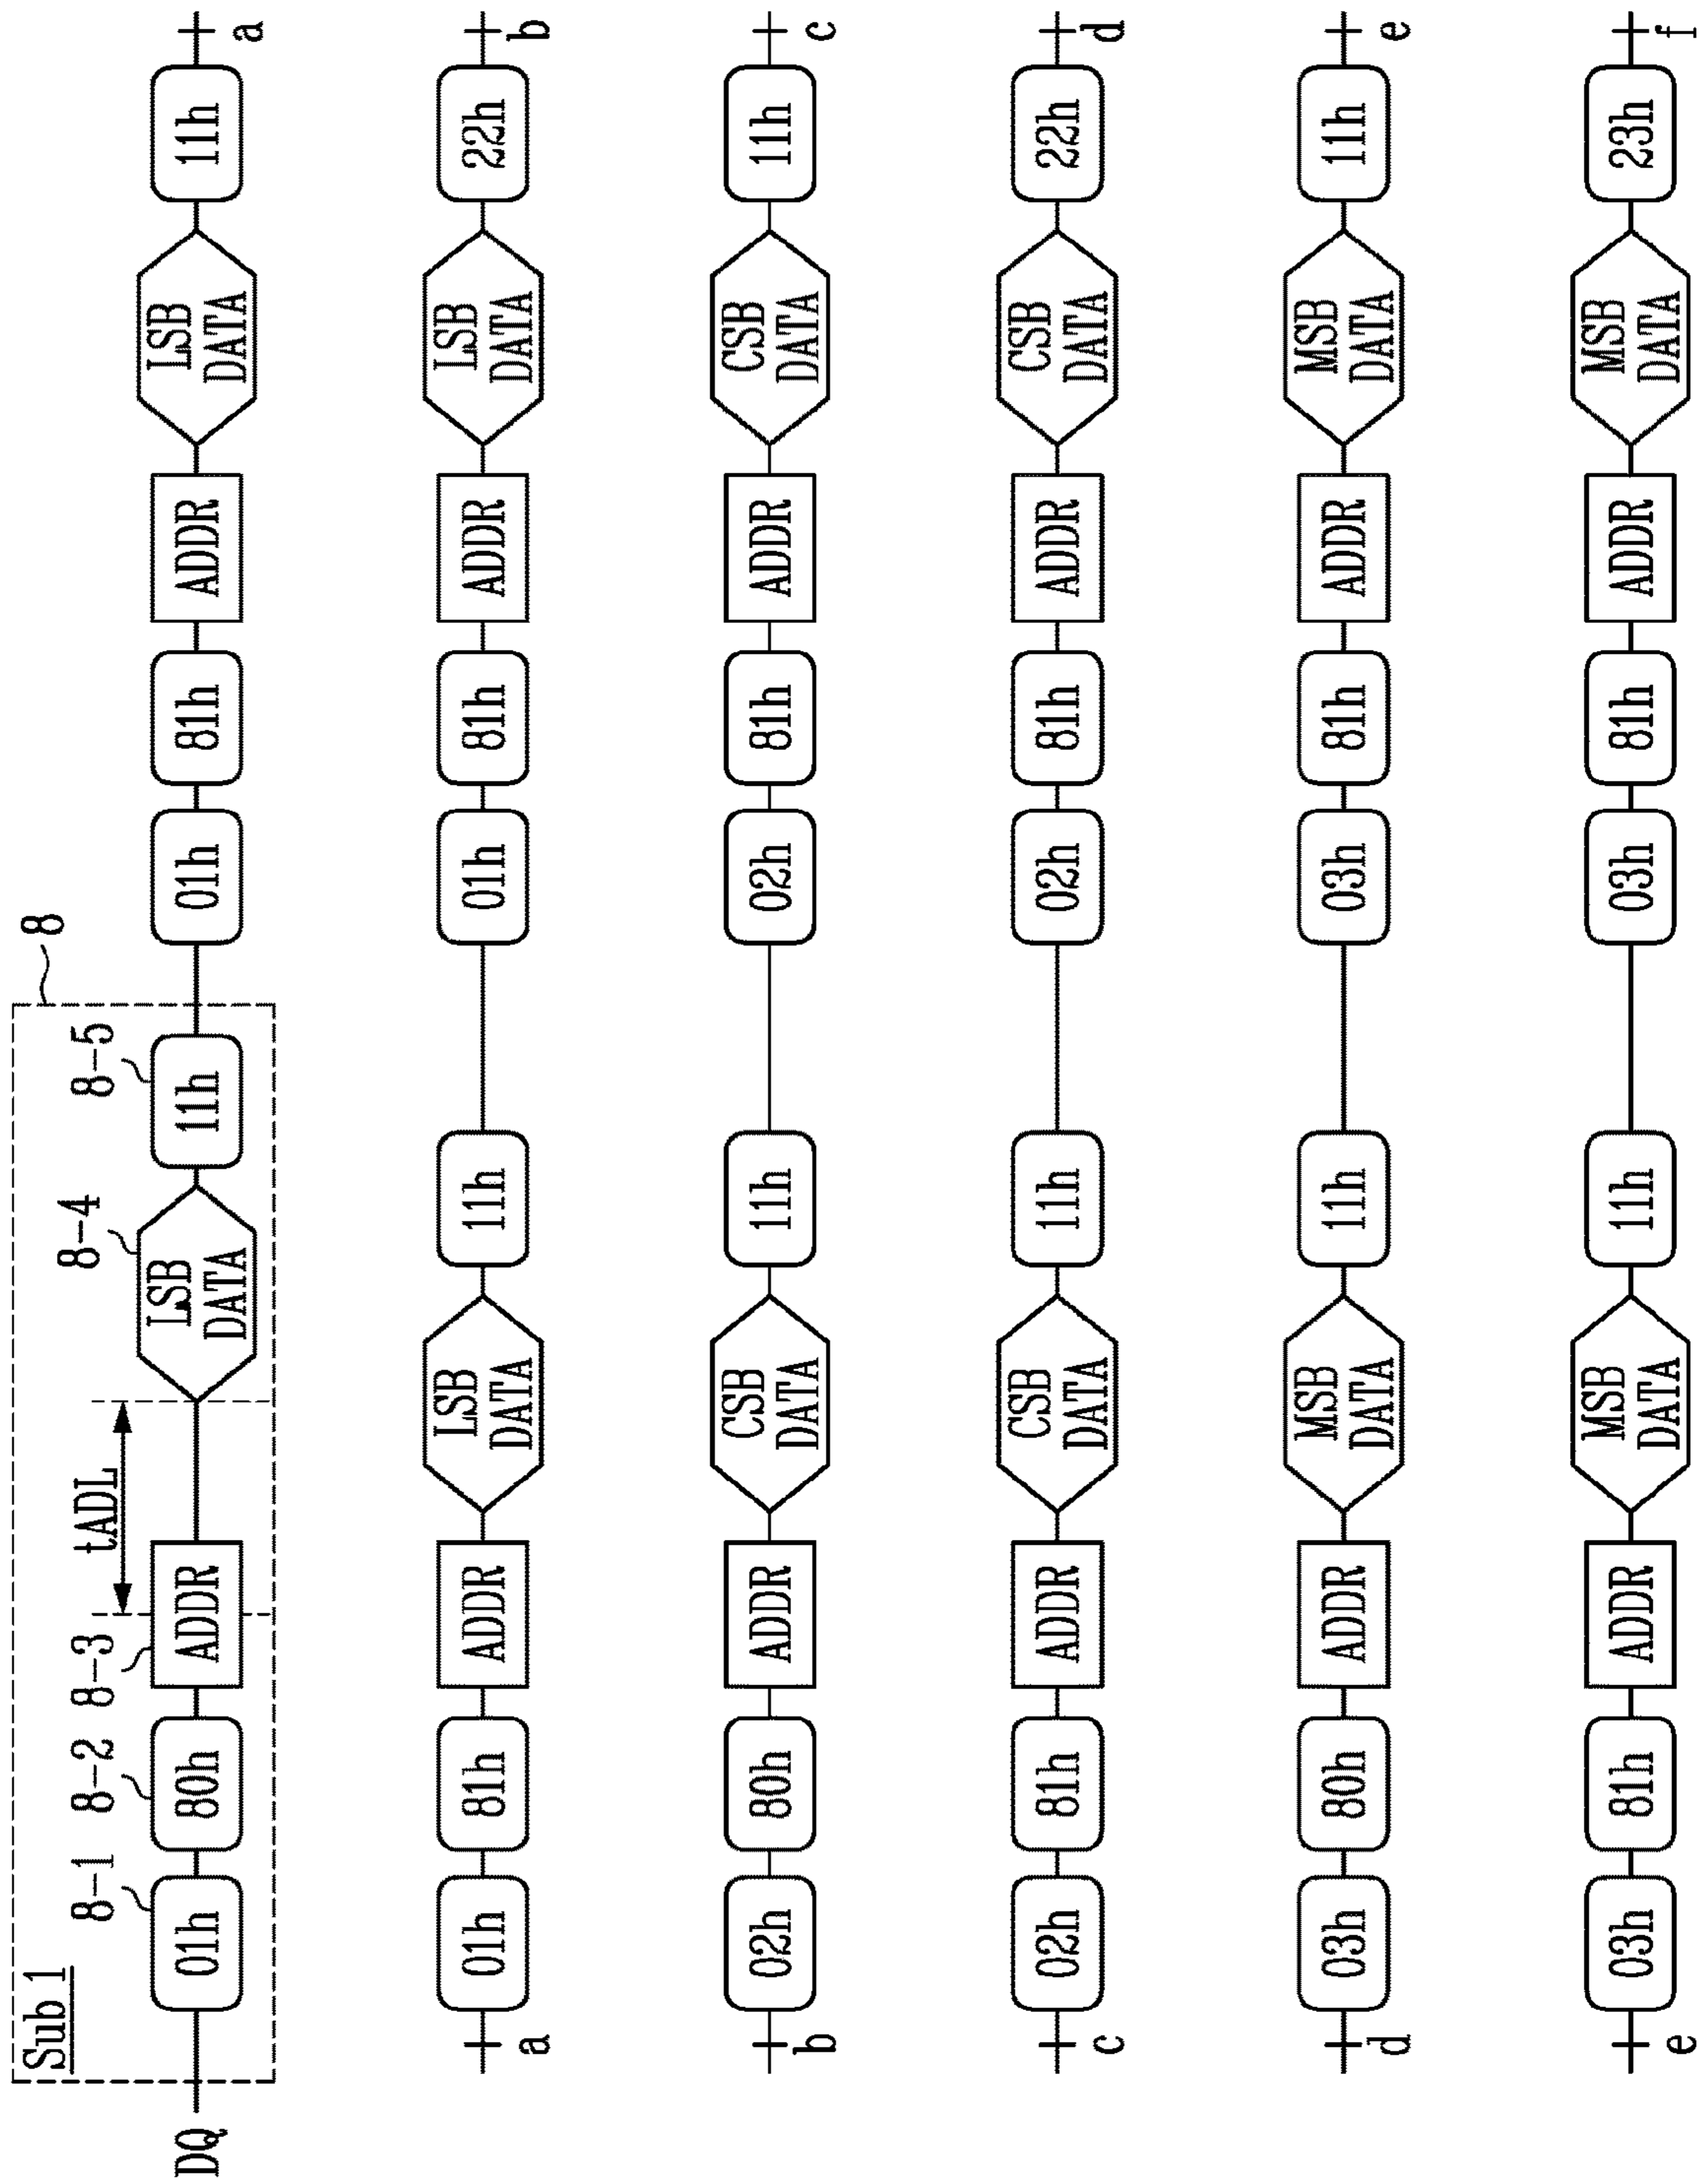 Sub 1
8
8-1
8-2
8-3
tADL
8-4
8-5
DQ
01h
80h
ADDR
LSB
DATA
11h
01h
81h
ADDR
LSB
DATA
11h
a
a
01h
81h
ADDR
LSB
DATA
11h
01h
81h
ADDR
LSB
DATA
22h
b
b
02h
80h
ADDR
CSB
DATA
11h
02h
81h
ADDR
CSB
DATA
11h
c
c
02h
81h
ADDR
CSB
DATA
11h
02h
81h
ADDR
CSB
DATA
22h
d
d
03h
80h
ADDR
MSB
DATA
11h
03h
81h
ADDR
MSB
DATA
11h
e
e
03h
81h
ADDR
MSB
DATA
11h
03h
81h
ADDR
MSB
DATA
23h
f